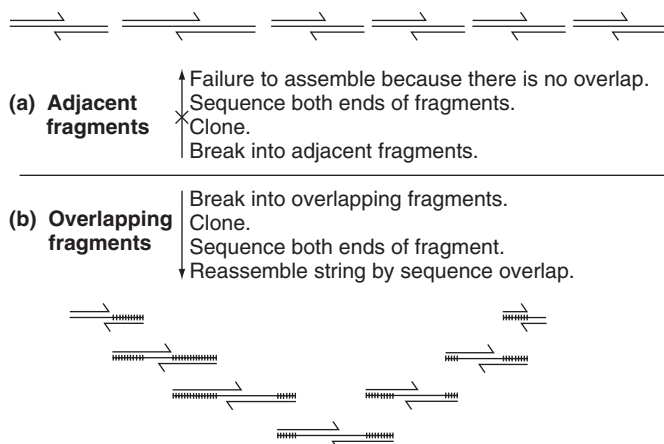 Failure to assemble because there is no overlap.
(a) Adjacent
fragments
Sequence both ends of fragments.
Clone.
Break into adjacent fragments.
Break into overlapping fragments.
(b) Overlapping
fragments
Clone.
Sequence both ends of fragment.
Reassemble string by sequence overlap.